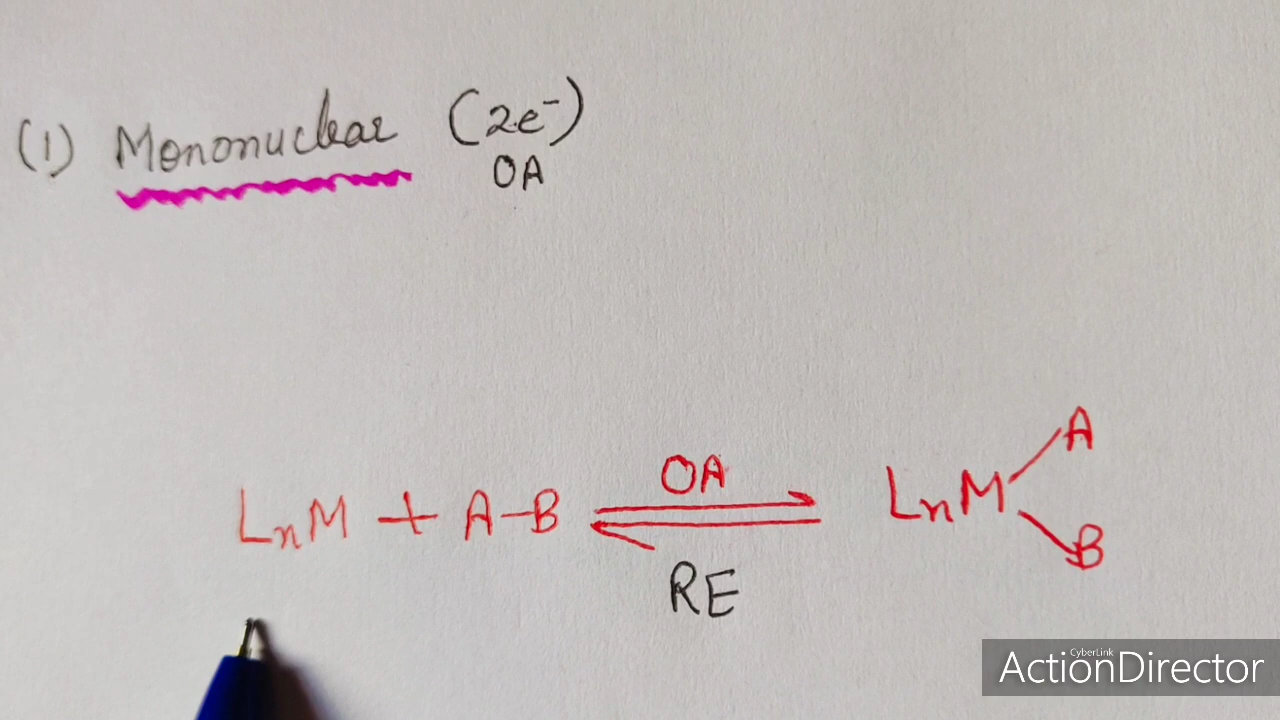 (1) Mononuclear (2e⁻)
OA
OA
LₙM + A-B ⇌ LₙM
A
B
RE
CyberLink
ActionDirector